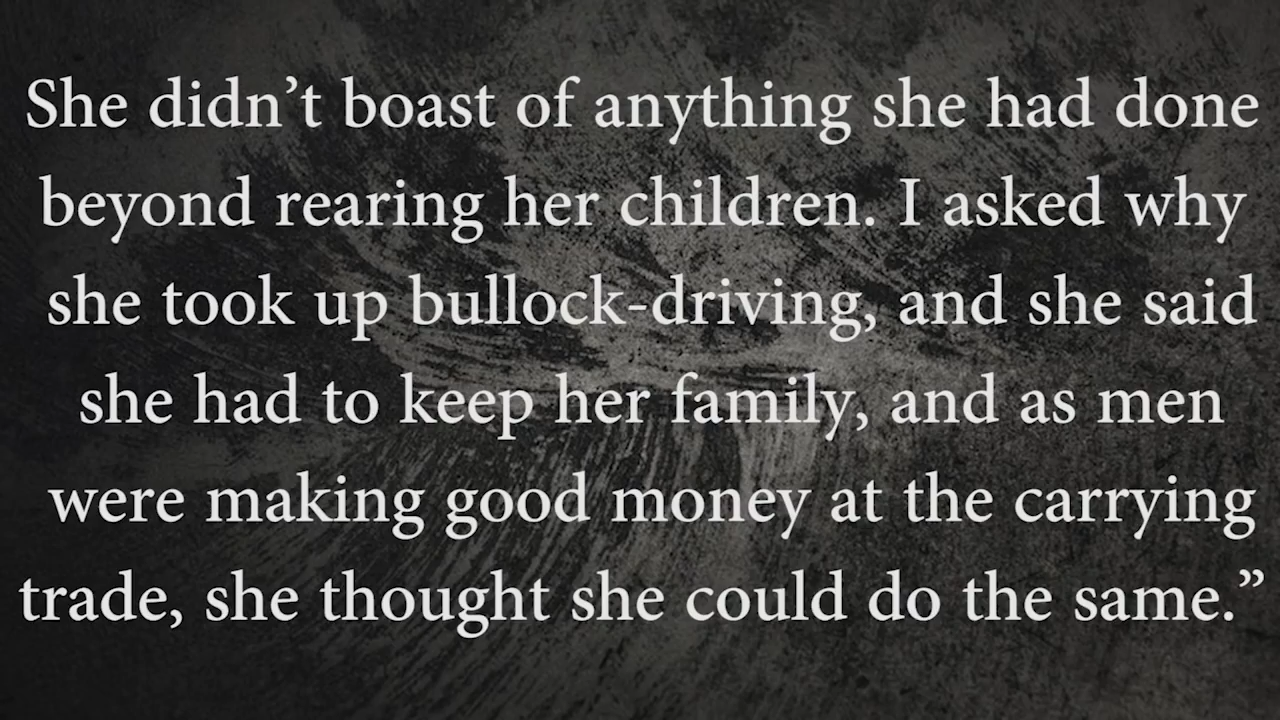 She didn’t boast of anything she had done
beyond rearing her children. I asked why
she took up bullock-driving, and she said
she had to keep her family, and as men
were making good money at the carrying
trade, she thought she could do the same.”